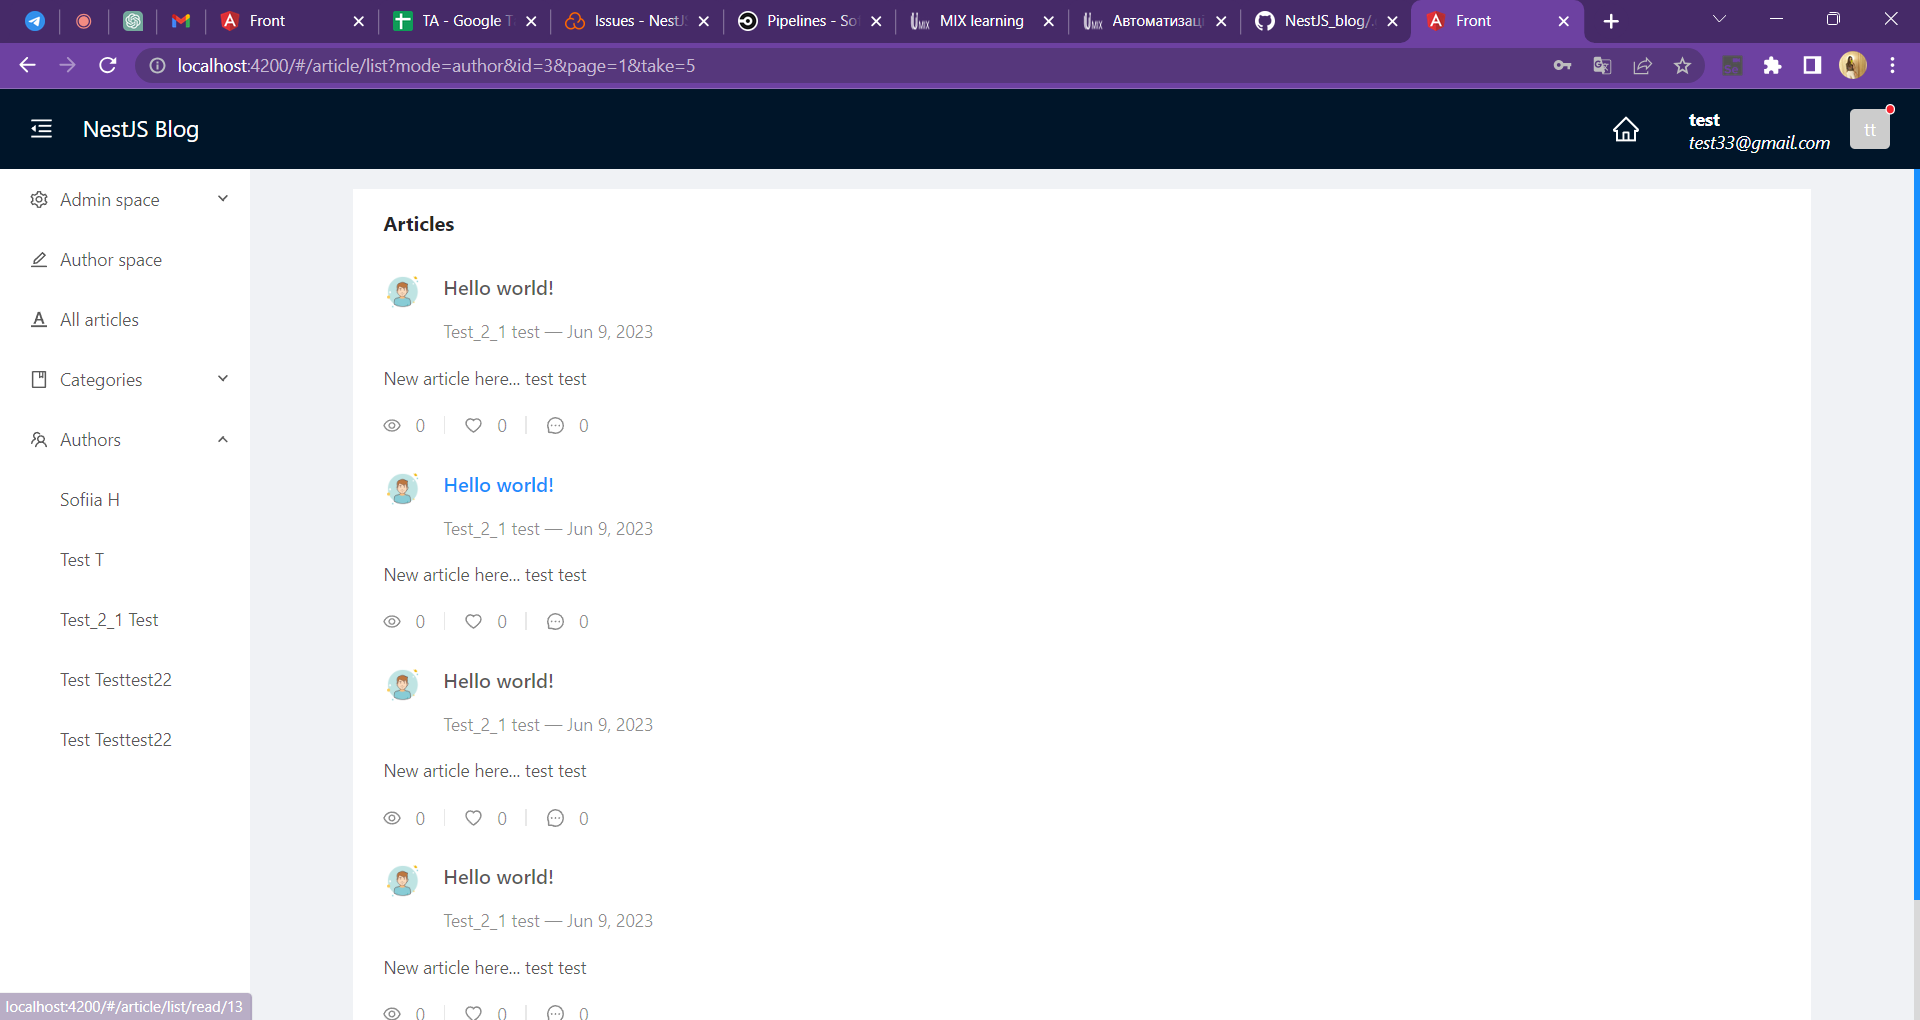 Front
TA - Google T
Issues - NestJS
Pipelines - So
MIX learning
Автоматизаці
NestJS_blog/.
Front
localhost:4200/#/article/list?mode=author&id=3&page=1&take=5
NestJS Blog
test
test33@gmail.com
tt
Admin space
Author space
All articles
Categories
Authors
Sofiia H
Test T
Test_2_1 Test
Test Testtest22
Test Testtest22
Articles
Hello world!
Test_2_1 test — Jun 9, 2023
New article here... test test
0 0 0
Hello world!
Test_2_1 test — Jun 9, 2023
New article here... test test
0 0 0
Hello world!
Test_2_1 test — Jun 9, 2023
New article here... test test
0 0 0
Hello world!
Test_2_1 test — Jun 9, 2023
New article here... test test
0 0 0
localhost:4200/#/article/list/read/13